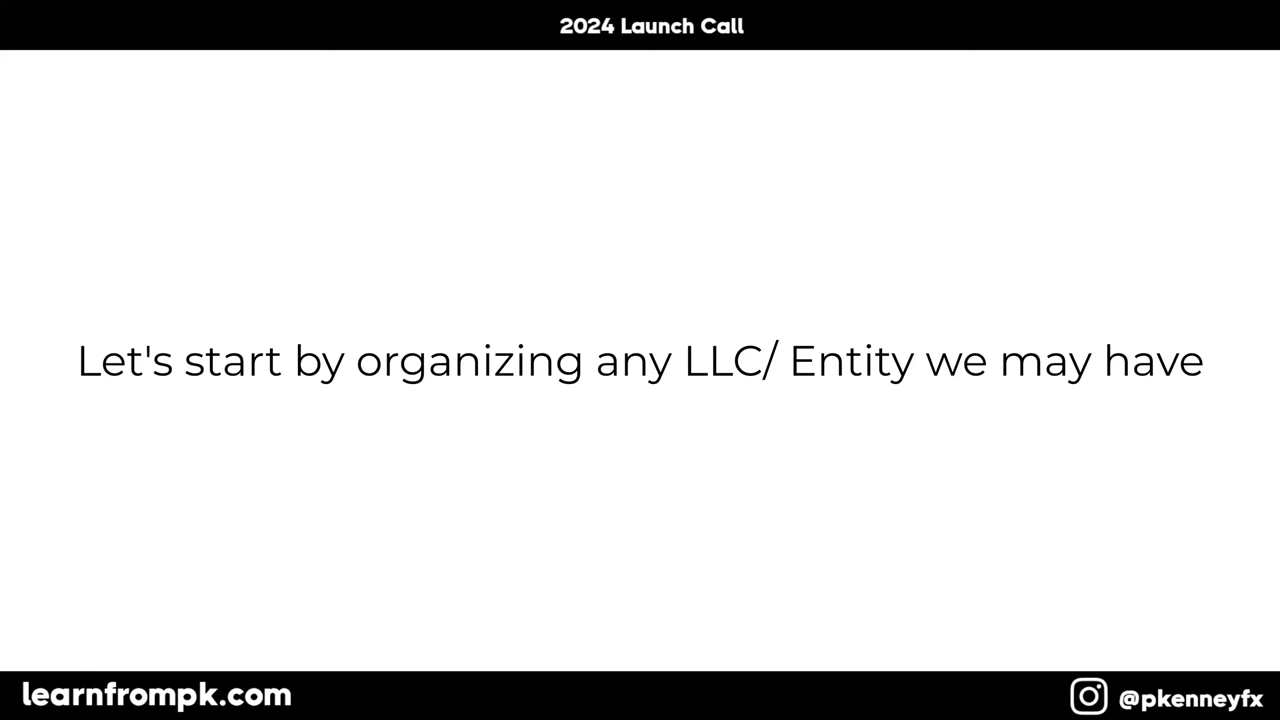 2024 Launch Call
Let's start by organizing any LLC/ Entity we may have
learnfrompk.com
@pkenneyfx